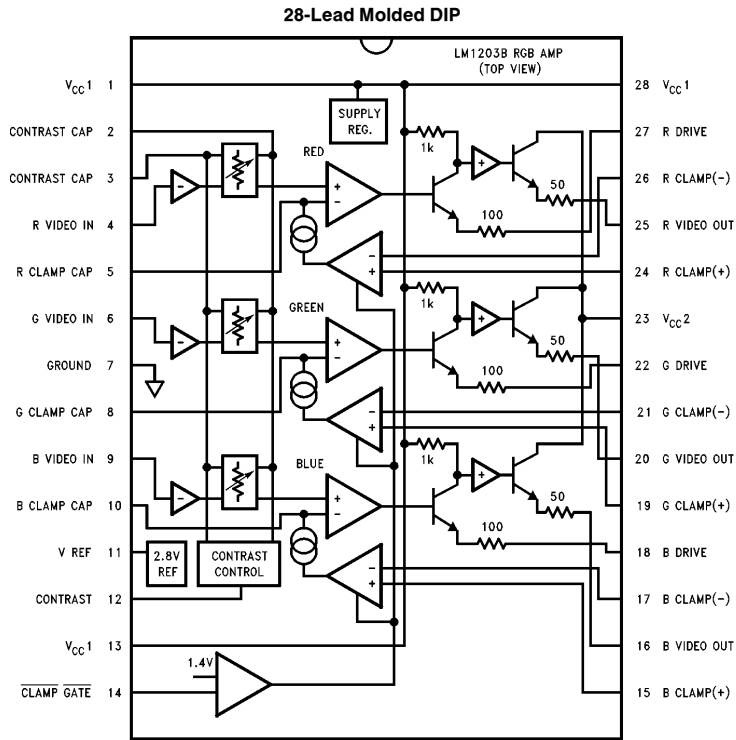 28-Lead Molded DIP
LM1203B RGB AMP
(TOP VIEW)
VCC1 1
CONTRAST CAP 2
CONTRAST CAP 3
R VIDEO IN 4
R CLAMP CAP 5
G VIDEO IN 6
GROUND 7
G CLAMP CAP 8
B VIDEO IN 9
B CLAMP CAP 10
V REF 11
CONTRAST 12
VCC1 13
CLAMP GATE 14
SUPPLY
REG.
RED
-
+
-
1k
+
50
100
-
+
GREEN
-
+
-
1k
+
50
100
-
+
BLUE
-
+
-
1k
+
50
100
-
+
2.8V
REF
CONTRAST
CONTROL
1.4V
28 VCC1
27 R DRIVE
26 R CLAMP(-)
25 R VIDEO OUT
24 R CLAMP(+)
23 VCC2
22 G DRIVE
21 G CLAMP(-)
20 G VIDEO OUT
19 G CLAMP(+)
18 B DRIVE
17 B CLAMP(-)
16 B VIDEO OUT
15 B CLAMP(+)